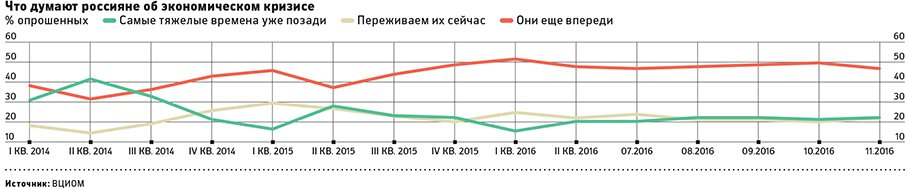 Что думают россияне об экономическом кризисе
% опрошенных Самые тяжелые времена уже позади Переживаем их сейчас Они еще впереди
60 60
50 50
40 40
30 30
20 20
10 10
I КВ. 2014 II КВ. 2014 III КВ. 2014 IV КВ. 2014 I КВ. 2015 II КВ. 2015 III КВ. 2015 IV КВ. 2016 I КВ. 2016 II КВ. 2016 07.2016 08.2016 09.2016 10.2016 11.2016
Источник: ВЦИОМ